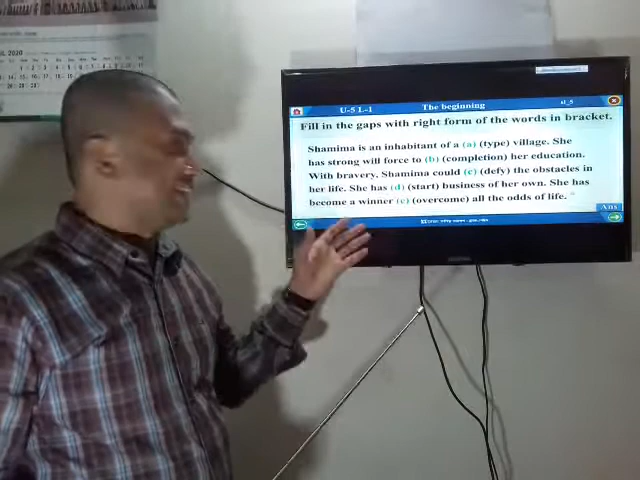 2020
U-5 L-1 The beginning sl_5
Fill in the gaps with right form of the words in bracket.
Shamima is an inhabitant of a (a) (type) village. She
has strong will force to (b) (completion) her education.
With bravery. Shamima could (c) (defy) the obstacles in
her life. She has (d) (start) business of her own. She has
become a winner (e) (overcome) all the odds of life.
Ans